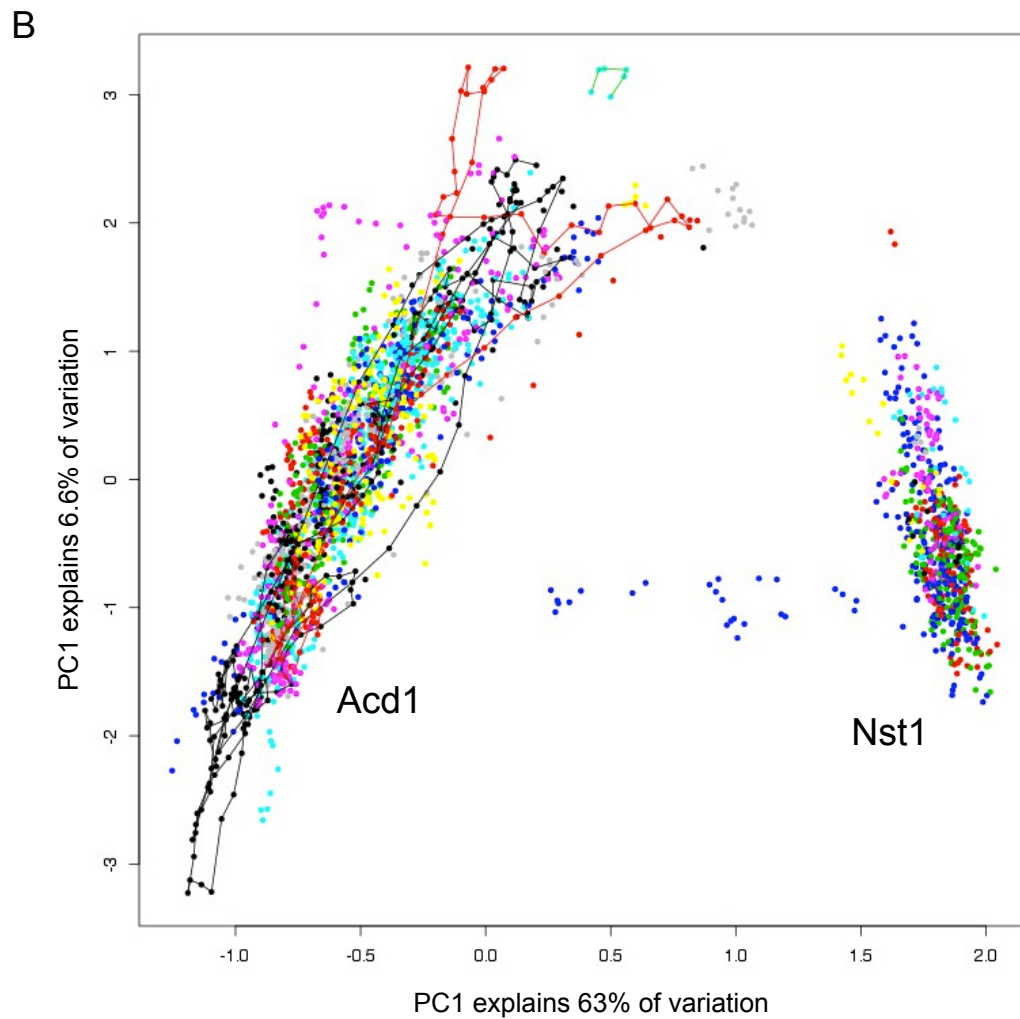 B
PC1 explains 6.6% of variation
3
2
1
0
-1
-2
-3
Acd1
Nst1
-1.0 -0.5 0.0 0.5 1.0 1.5 2.0
PC1 explains 63% of variation